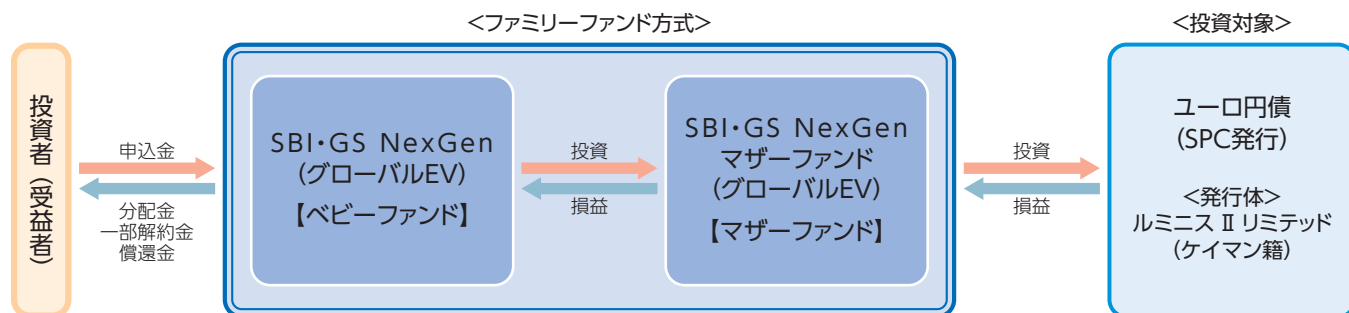 ＜ファミリーファンド方式＞
＜投資対象＞
投資者（受益者）
申込金
分配金
一部解約金
償還金
SBI・GS NexGen
（グローバルEV）
【ベビーファンド】
投資
損益
SBI・GS NexGen
マザーファンド
（グローバルEV）
【マザーファンド】
投資
損益
ユーロ円債
（SPC発行）
＜発行体＞
ルミニス Ⅱ リミテッド
（ケイマン籍）